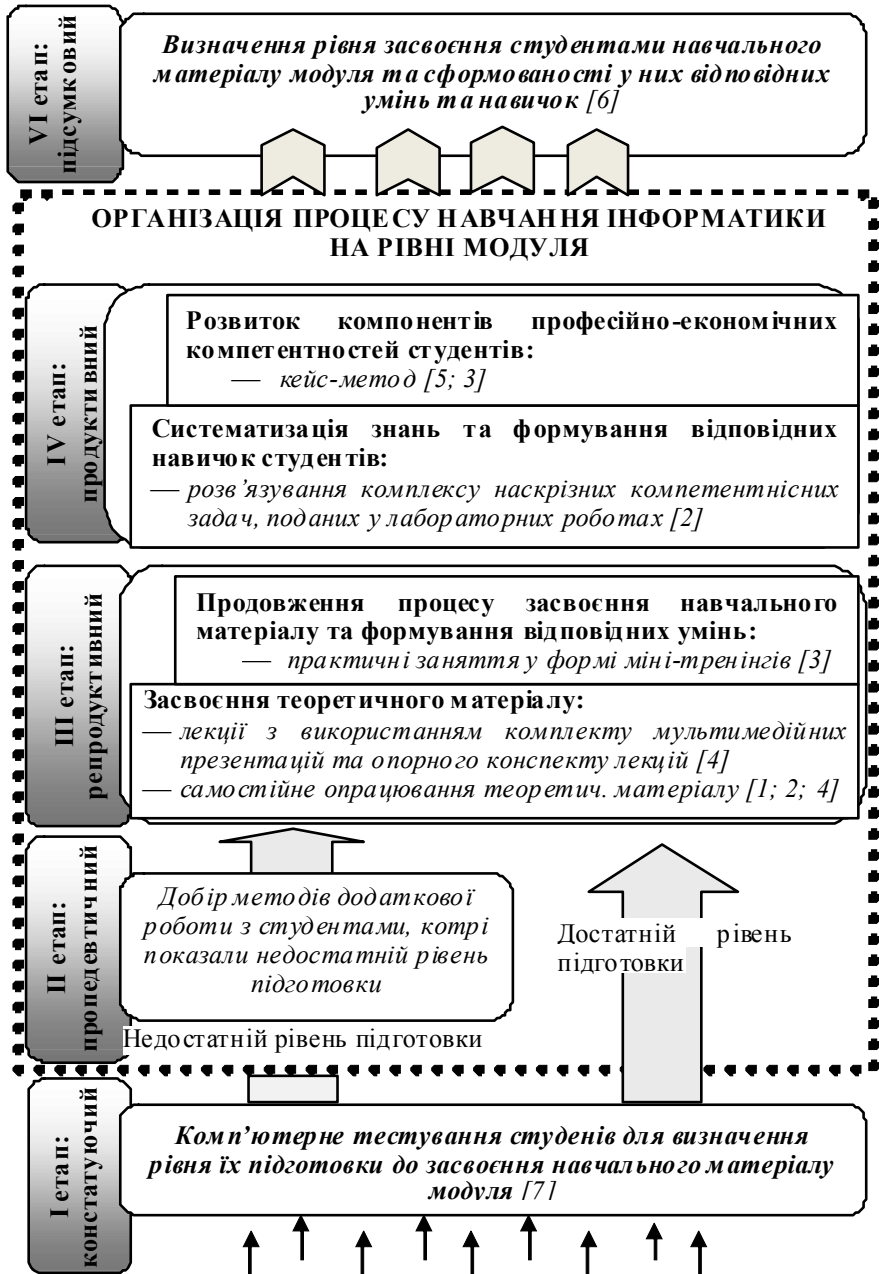 VI етап:
підсумковий
Визначення рівня засвоєння студентами навчального
матеріалу модуля та сформованості у них відповідних
умінь та навичок [6]
ОРГАНІЗАЦІЯ ПРОЦЕСУ НАВЧАННЯ ІНФОРМАТИКИ
НА РІВНІ МОДУЛЯ
IV етап:
продуктивний
Розвиток компонентів професійно-економічних
компетентностей студентів:
— кейс-метод [5; 3]
Систематизація знань та формування відповідних
навичок студентів:
— розв’язування комплексу наскрізних компетентнісних
задач, поданих у лабораторних роботах [2]
III етап:
репродуктивний
Продовження процесу засвоєння навчального
матеріалу та формування відповідних умінь:
— практичні заняття у формі міні-тренінгів [3]
Засвоєння теоретичного матеріалу:
— лекції з використанням комплекту мультимедійних
презентацій та опорного конспекту лекцій [4]
— самостійне опрацювання теоретич. матеріалу [1; 2; 4]
II етап:
пропедевтичний
Добір методів додаткової
роботи з студентами, котрі
показали недостатній рівень
підготовки
Недостатній рівень підготовки
Достатній рівень
підготовки
I етап:
констатуючий
Комп’ютерне тестування студенів для визначення
рівня їх підготовки до засвоєння навчального матеріалу
модуля [7]